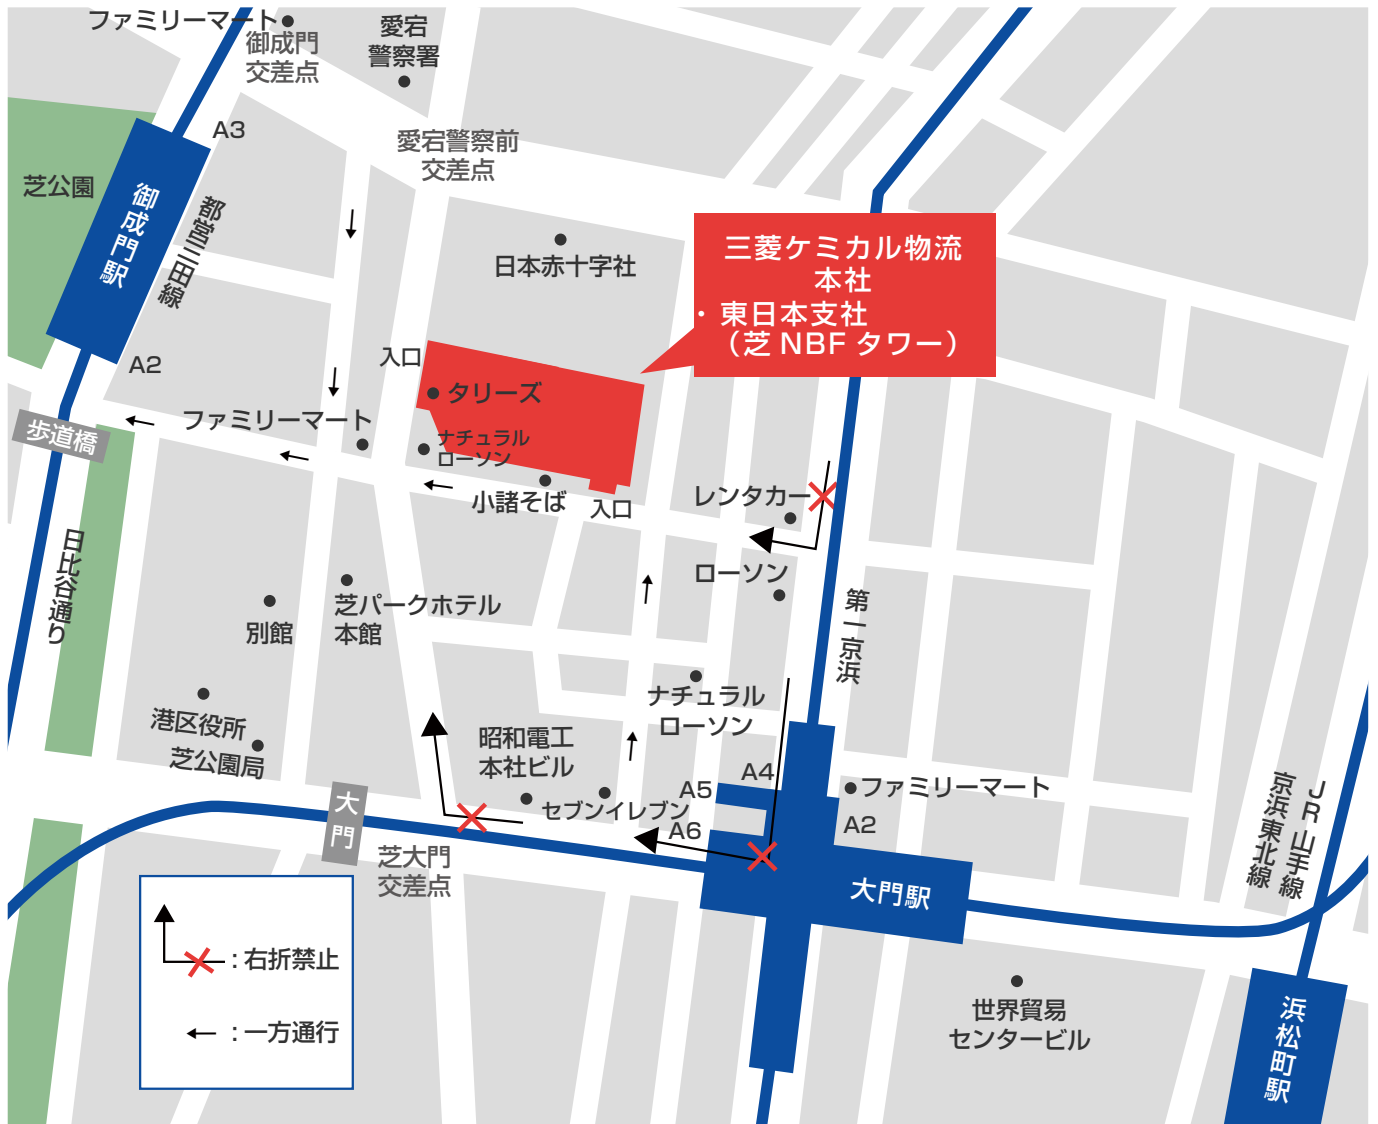 ファミリーマート
御成門
交差点
愛宕
警察署
A3
愛宕警察前
交差点
芝公園
御成門駅
都営三田線
日本赤十字社
三菱ケミカル物流
本社
・東日本支社
（芝 NBF タワー）
A2
入口
タリーズ
ファミリーマート
歩道橋
ナチュラル
ローソン
小諸そば
入口
レンタカー
ローソン
日比谷通り
第一京浜
芝パークホテル
本館
別館
港区役所
芝公園局
昭和電工
本社ビル
セブンイレブン
ナチュラル
ローソン
A4
A5
A6
ファミリーマート
A2
大門
芝大門
交差点
大門駅
JR山手線
京浜東北線
：右折禁止
：一方通行
世界貿易
センタービル
浜松町駅